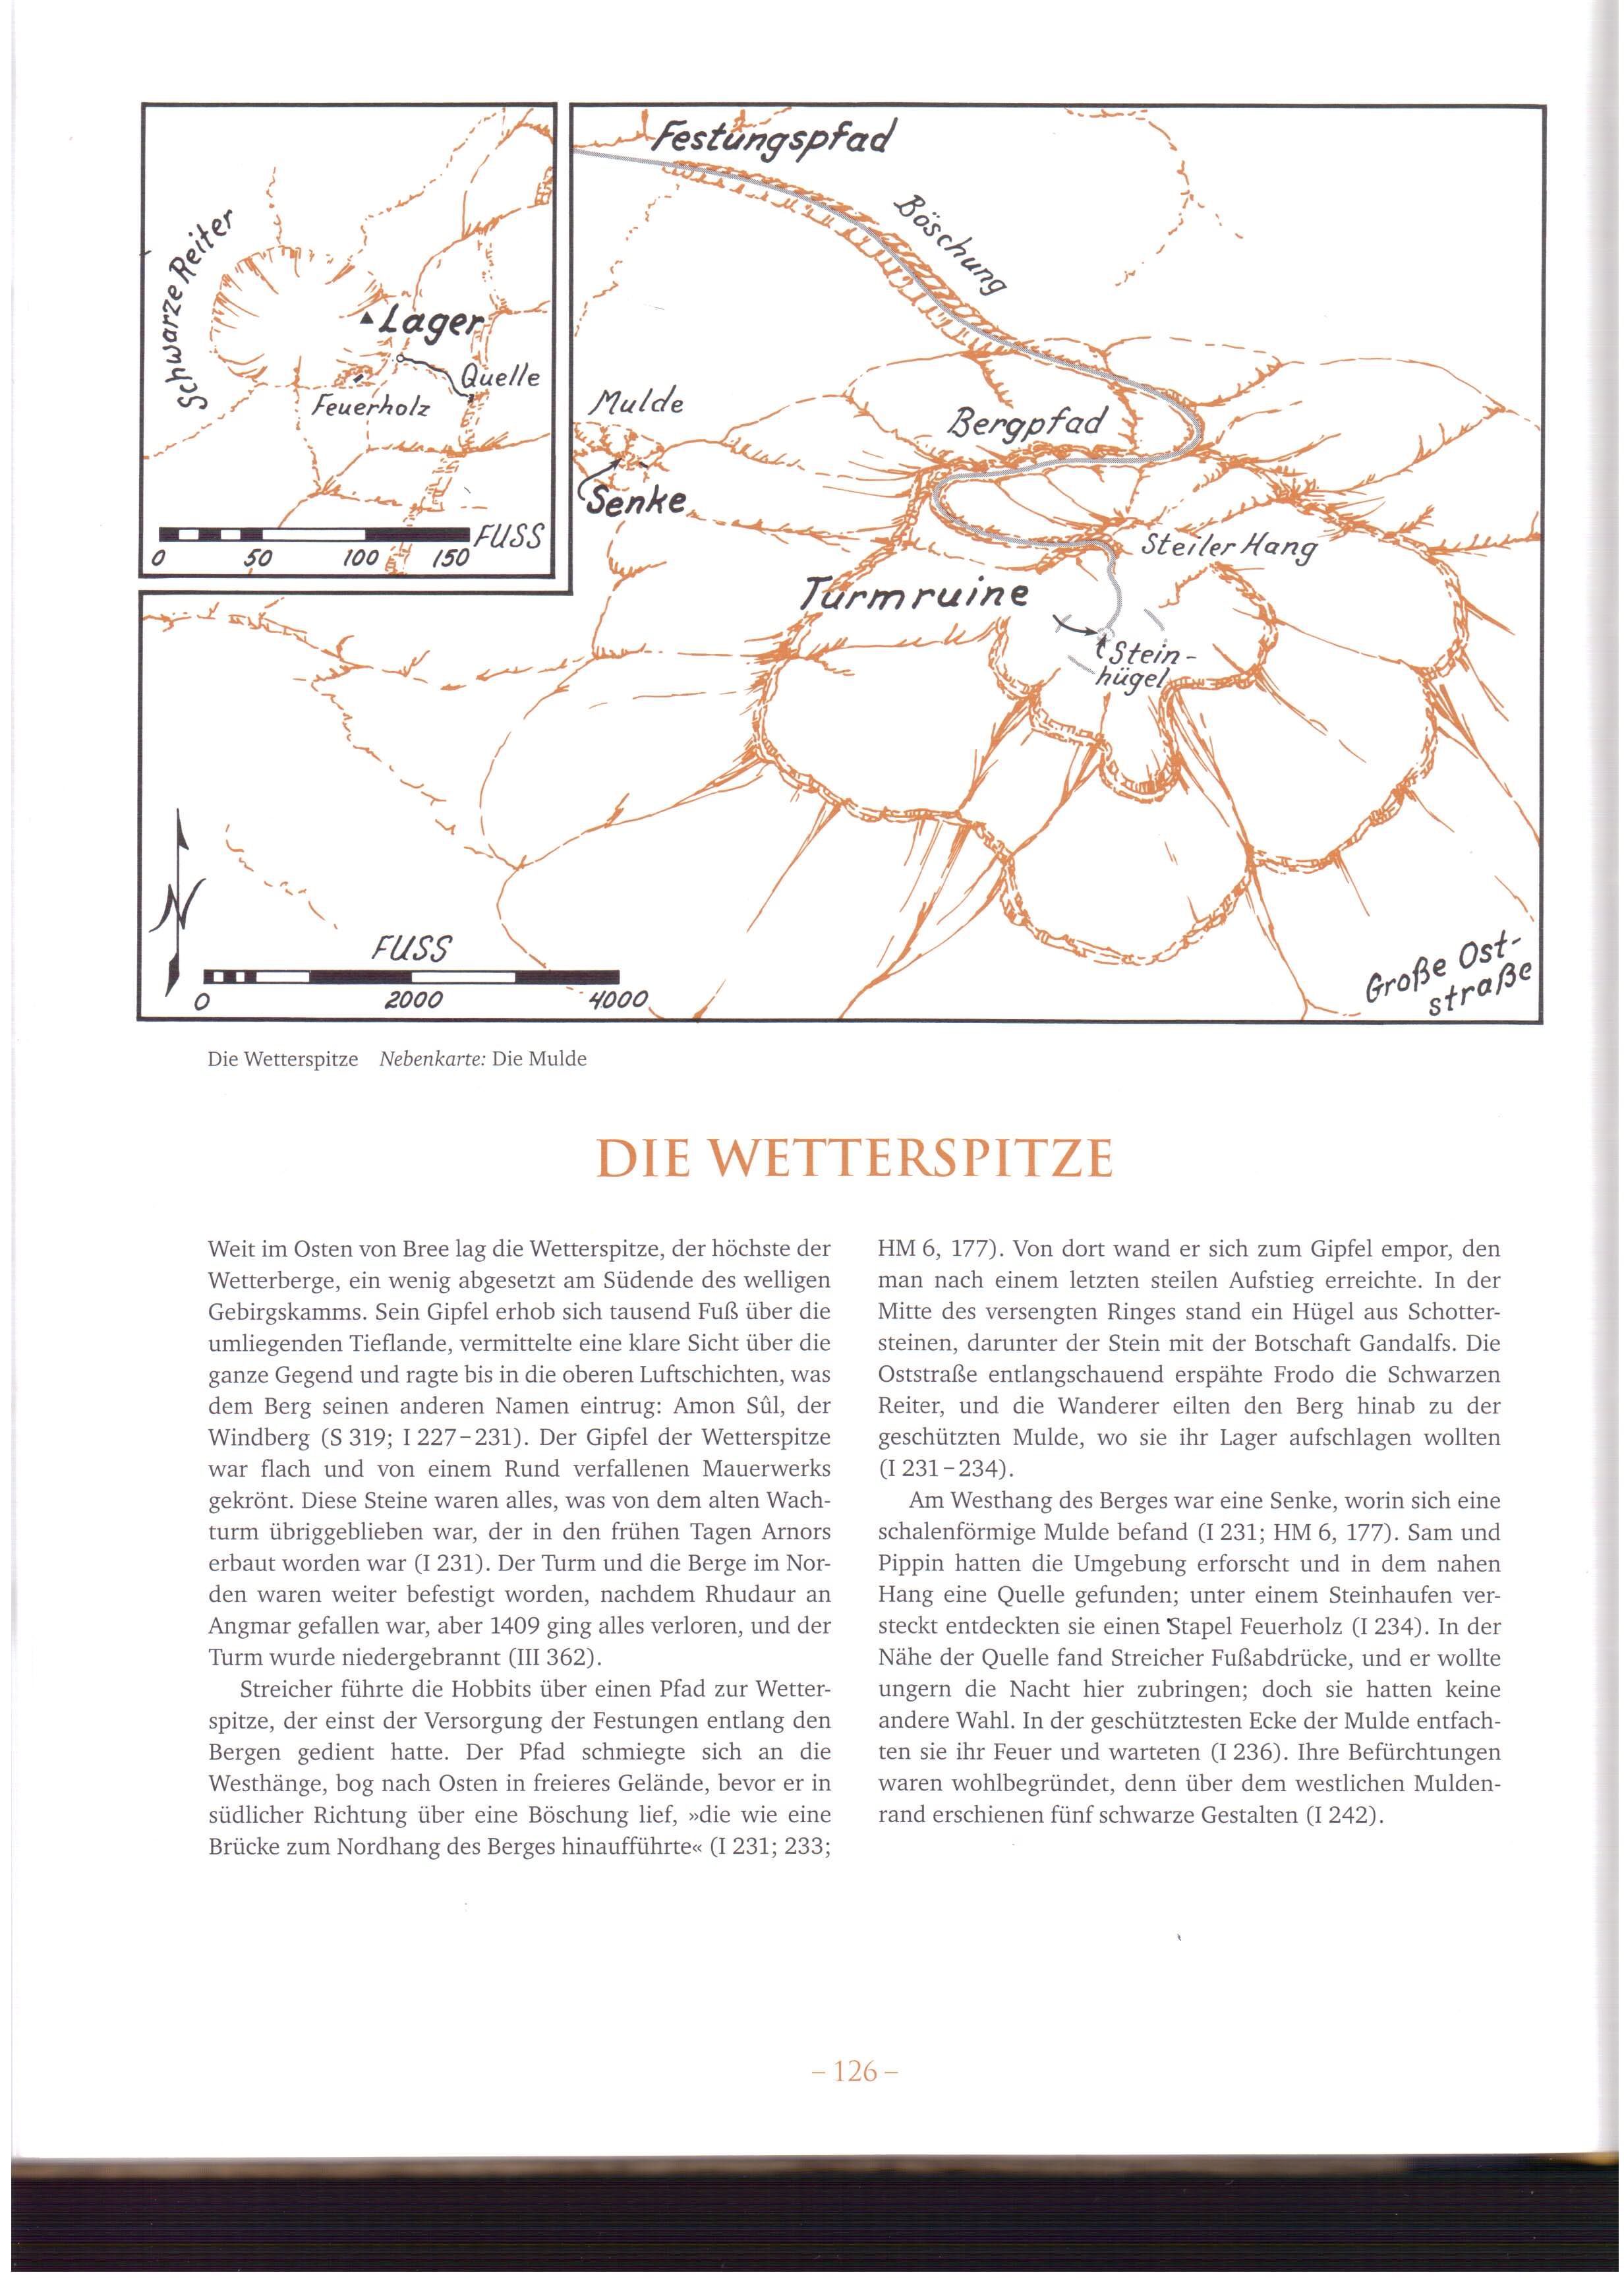 Festungspfad
Böschung
Schwarze Reiter
Lager
Quelle
Feuerholz
FUSS
0 50 100 150
Mulde
Senke
Bergpfad
Steiler Hang
Turmruine
Stein-
hügel
N
FUSS
0 2000 4000
Große Ost-
straße
Die Wetterspitze Nebenkarte: Die Mulde
DIE WETTERSPITZE
Weit im Osten von Bree lag die Wetterspitze, der höchste der
Wetterberge, ein wenig abgesetzt am Südende des welligen
Gebirgskamms. Sein Gipfel erhob sich tausend Fuß über die
umliegenden Tieflande, vermittelte eine klare Sicht über die
ganze Gegend und ragte bis in die oberen Luftschichten, was
dem Berg seinen anderen Namen eintrug: Amon Sûl, der
Windberg (S 319; I 227–231). Der Gipfel der Wetterspitze
war flach und von einem Rund verfallenen Mauerwerks
gekrönt. Diese Steine waren alles, was von dem alten Wach-
turm übriggeblieben war, der in den frühen Tagen Arnors
erbaut worden war (I 231). Der Turm und die Berge im Nor-
den waren weiter befestigt worden, nachdem Rhudaur an
Angmar gefallen war, aber 1409 ging alles verloren, und der
Turm wurde niedergebrannt (III 362).
Streicher führte die Hobbits über einen Pfad zur Wetter-
spitze, der einst der Versorgung der Festungen entlang den
Bergen gedient hatte. Der Pfad schmiegte sich an die
Westhänge, bog nach Osten in freieres Gelände, bevor er in
südlicher Richtung über eine Böschung lief, »die wie eine
Brücke zum Nordhang des Berges hinaufführte« (I 231; 233;
HM 6, 177). Von dort wand er sich zum Gipfel empor, den
man nach einem letzten steilen Aufstieg erreichte. In der
Mitte des versengten Ringes stand ein Hügel aus Schotter-
steinen, darunter der Stein mit der Botschaft Gandalfs. Die
Oststraße entlangschauend erspähte Frodo die Schwarzen
Reiter, und die Wanderer eilten den Berg hinab zu der
geschützten Mulde, wo sie ihr Lager aufschlagen wollten
(I 231–234).
Am Westhang des Berges war eine Senke, worin sich eine
schalenförmige Mulde befand (I 231; HM 6, 177). Sam und
Pippin hatten die Umgebung erforscht und in dem nahen
Hang eine Quelle gefunden; unter einem Steinhaufen ver-
steckt entdeckten sie einen Stapel Feuerholz (I 234). In der
Nähe der Quelle fand Streicher Fußabdrücke, und er wollte
ungern die Nacht hier zubringen; doch sie hatten keine
andere Wahl. In der geschütztesten Ecke der Mulde entfach-
ten sie ihr Feuer und warteten (I 236). Ihre Befürchtungen
waren wohlbegründet, denn über dem westlichen Mulden-
rand erschienen fünf schwarze Gestalten (I 242).
– 126 –